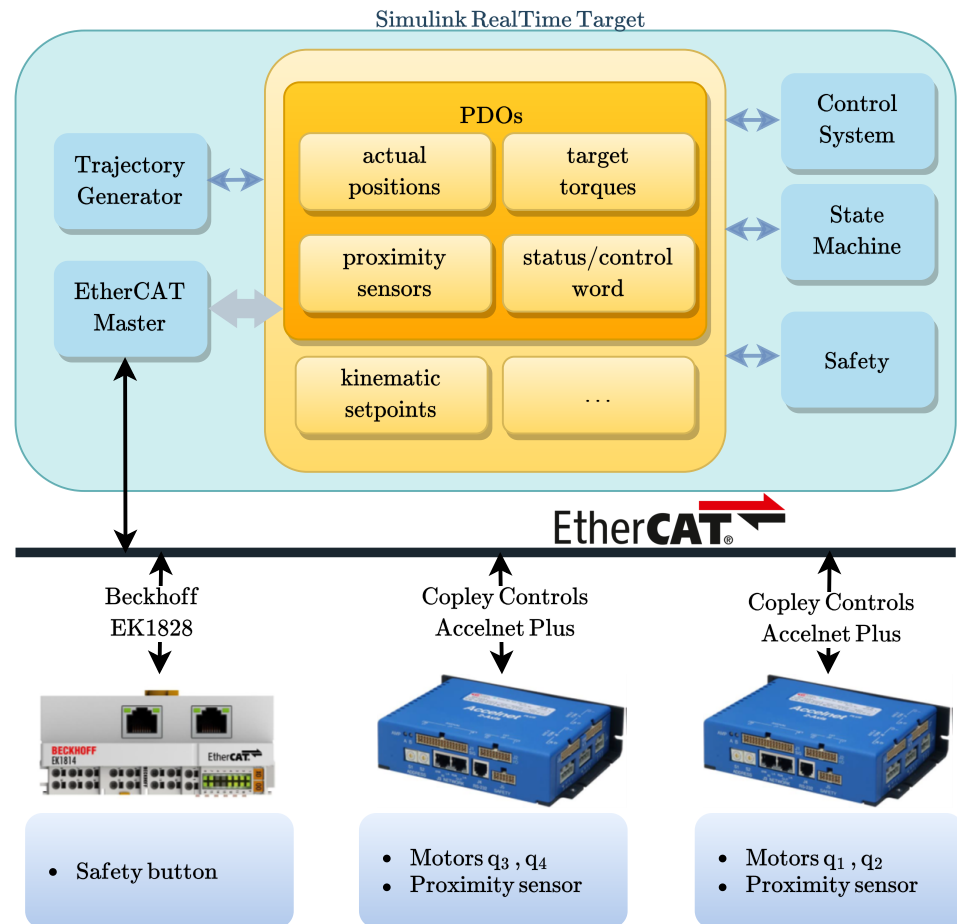 Simulink RealTime Target
PDOs
Trajectory
Generator
EtherCAT
Master
actual
positions
target
torques
proximity
sensors
status/control
word
kinematic
setpoints
...
Control
System
State
Machine
Safety
EtherCAT®
Beckhoff
EK1828
Copley Controls
Accelnet Plus
Copley Controls
Accelnet Plus
BECKHOFF
EK1814
EtherCAT
Accelnet
Accelnet
• Safety button
• Motors q₃ , q₄
• Proximity sensor
• Motors q₁ , q₂
• Proximity sensor